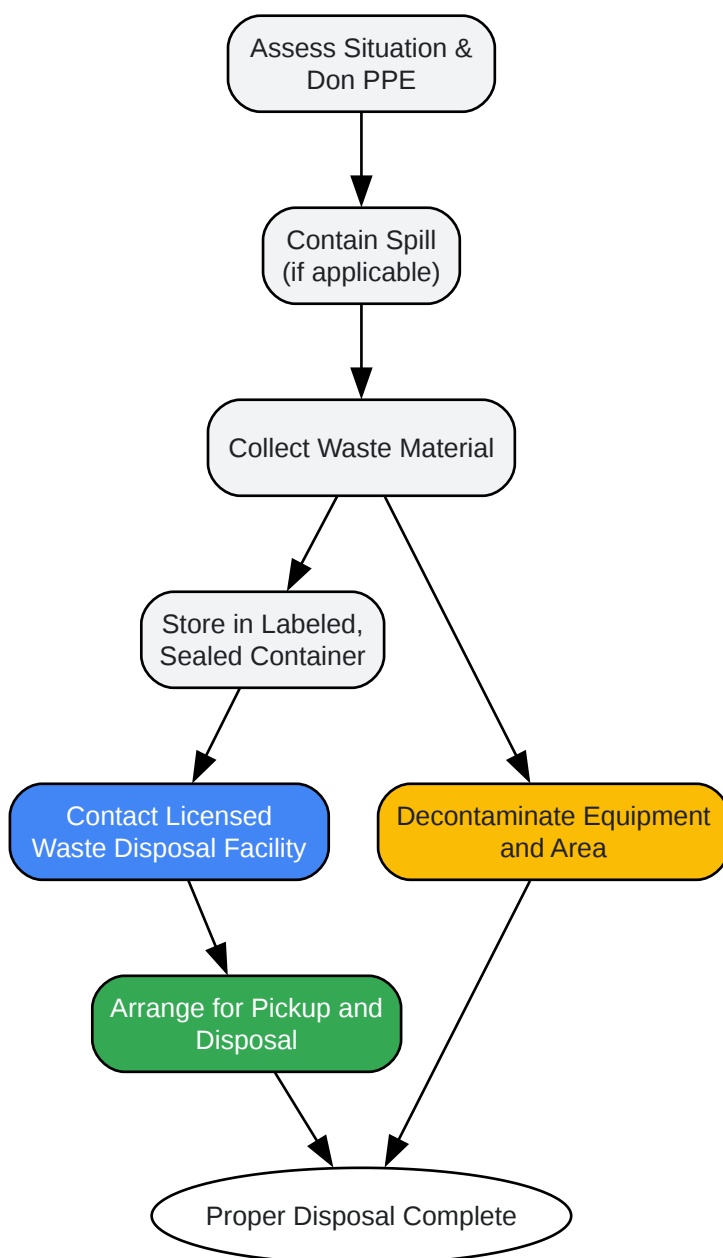 Assess Situation &
Don PPE
Contain Spill
(if applicable)
Collect Waste Material
Store in Labeled,
Sealed Container
Contact Licensed
Waste Disposal Facility
Decontaminate Equipment
and Area
Arrange for Pickup and
Disposal
Proper Disposal Complete